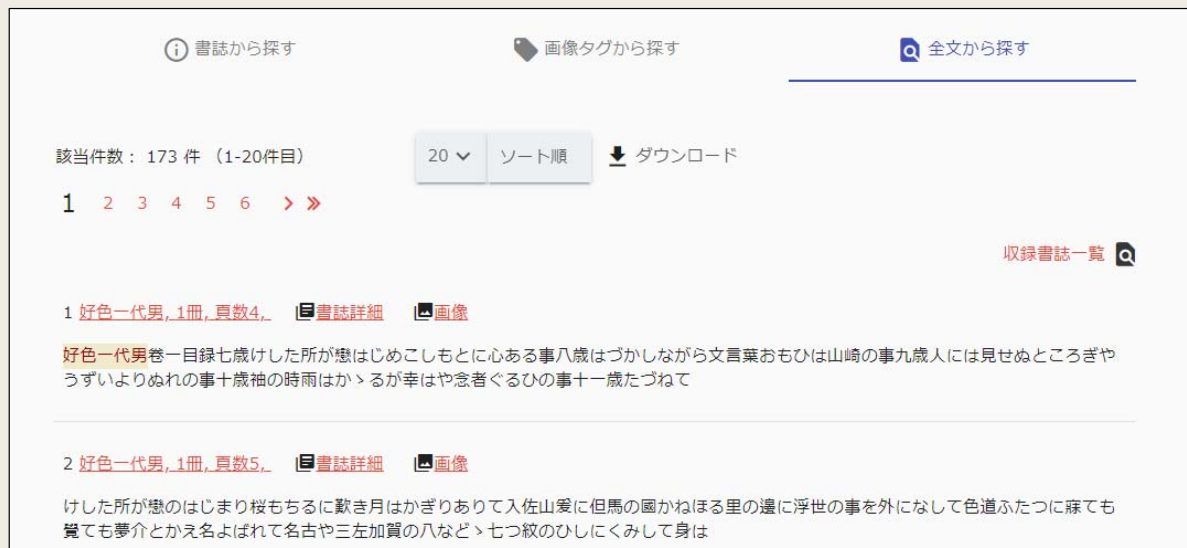 書誌から探す
画像タグから探す
全文から探す
該当件数： 173 件 （1-20件目）
20
ソート順
ダウンロード
1 2 3 4 5 6 > »
収録書誌一覧
1 好色一代男, 1冊, 頁数4, 書誌詳細 画像
好色一代男卷一目録七歳けした所が戀はじめこしもとに心ある事八歳はづかしながら文言葉おもひは山崎の事九歳人には見せぬところぎや
うずいよりぬれの事十歳袖の時雨はかゝるが幸はや念者ぐるひの事十一歳たづねて
2 好色一代男, 1冊, 頁数5, 書誌詳細 画像
けした所が戀のはじまり桜もちるに歎き月はかぎりありて入佐山爰に但馬の國かねほる里の邊に浮世の事を外になして色道ふたつに寐ても
覺ても夢介とかえ名よばれて名古や三左加賀の八などゝ七つ紋のひしにくみして身は